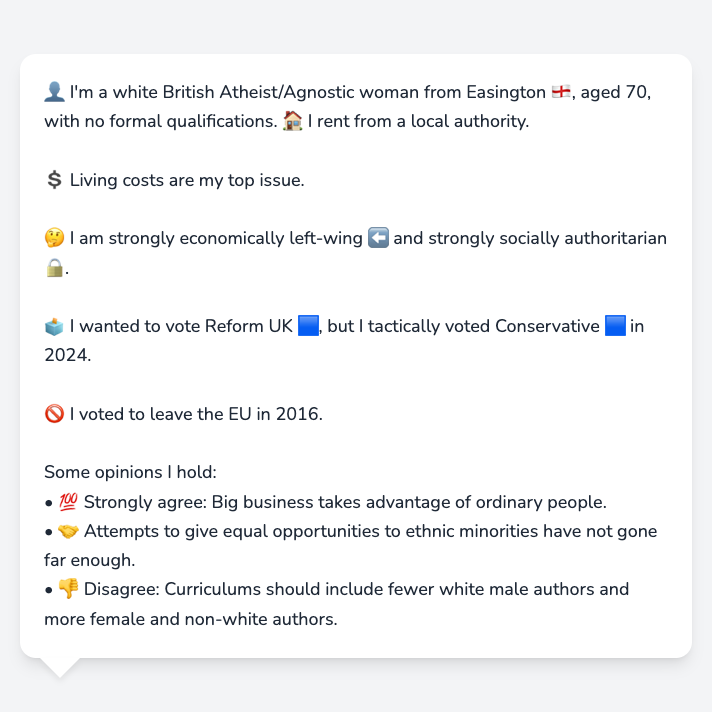 👤 I'm a white British Atheist/Agnostic woman from Easington 🏴󠁧󠁢󠁥󠁮󠁧󠁿, aged 70,
with no formal qualifications. 🏠 I rent from a local authority.
💲 Living costs are my top issue.
🤔 I am strongly economically left-wing ⬅️ and strongly socially authoritarian
🔒.
🗳️ I wanted to vote Reform UK 🟦, but I tactically voted Conservative 🟦 in
2024.
🚫 I voted to leave the EU in 2016.
Some opinions I hold:
• 💯 Strongly agree: Big business takes advantage of ordinary people.
• 🤝 Attempts to give equal opportunities to ethnic minorities have not gone
far enough.
• 👎 Disagree: Curriculums should include fewer white male authors and
more female and non-white authors.